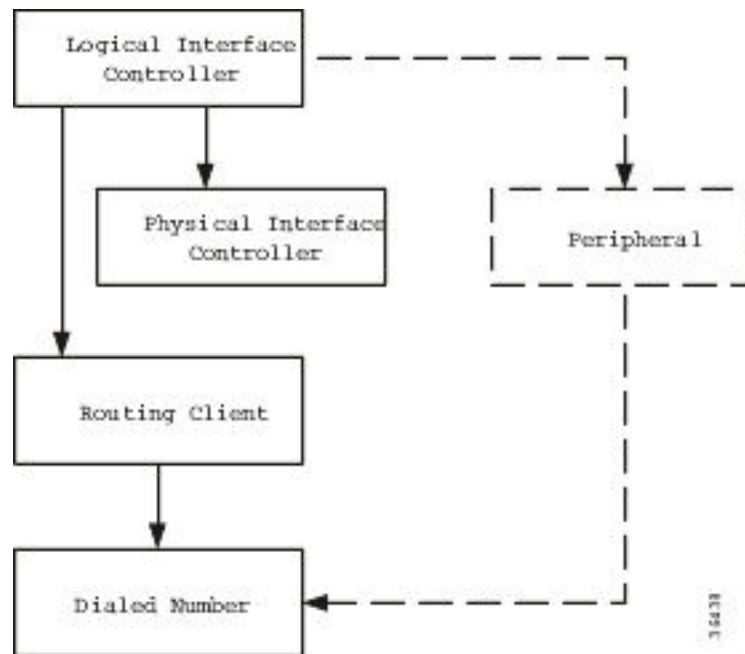 Logical Interface
Controller
Physical Interface
Controller
Peripheral
Routing Client
Dialed Number